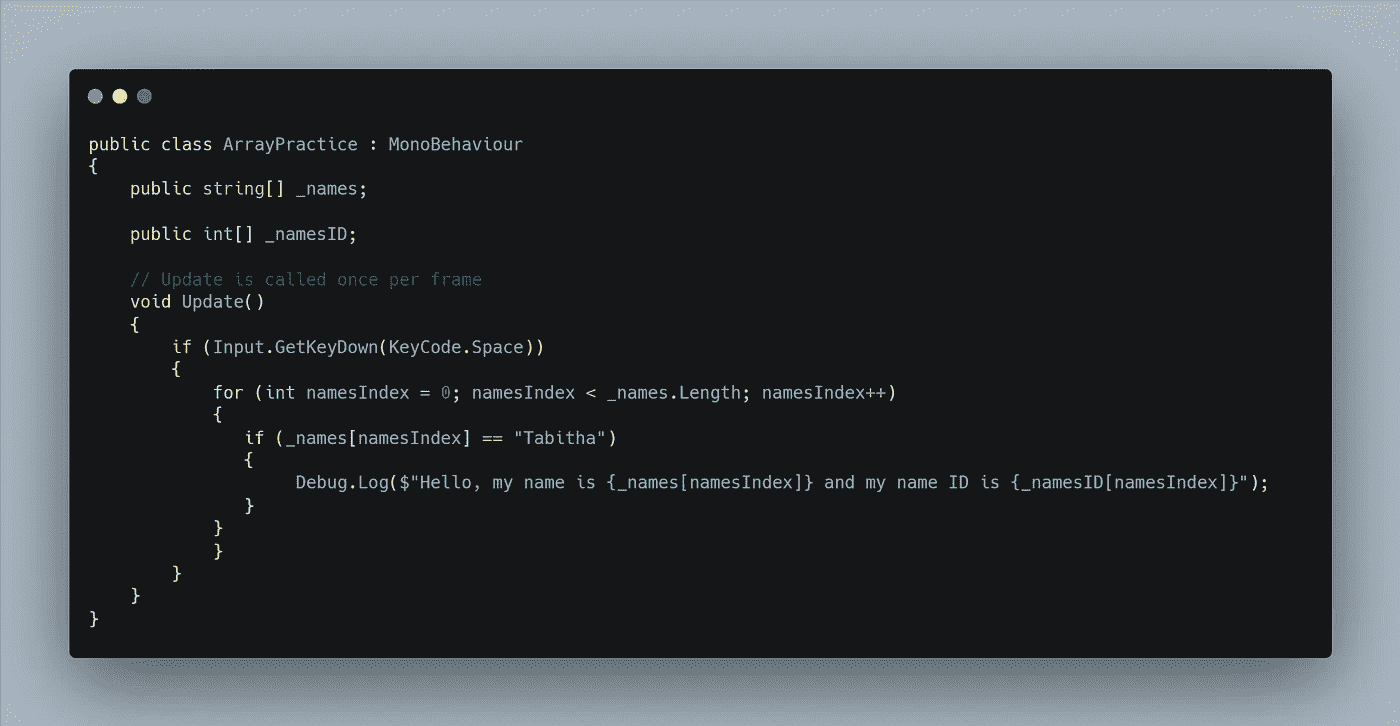 public class ArrayPractice : MonoBehaviour
{
    public string[] _names;

    public int[] _namesID;

    // Update is called once per frame
    void Update()
    {
        if (Input.GetKeyDown(KeyCode.Space))
        {
            for (int namesIndex = 0; namesIndex < _names.Length; namesIndex++)
            {
               if (_names[namesIndex] == "Tabitha")
               {
                    Debug.Log($"Hello, my name is {_names[namesIndex]} and my name ID is {_namesID[namesIndex]}");
               }
            }
            }
        }
    }
}